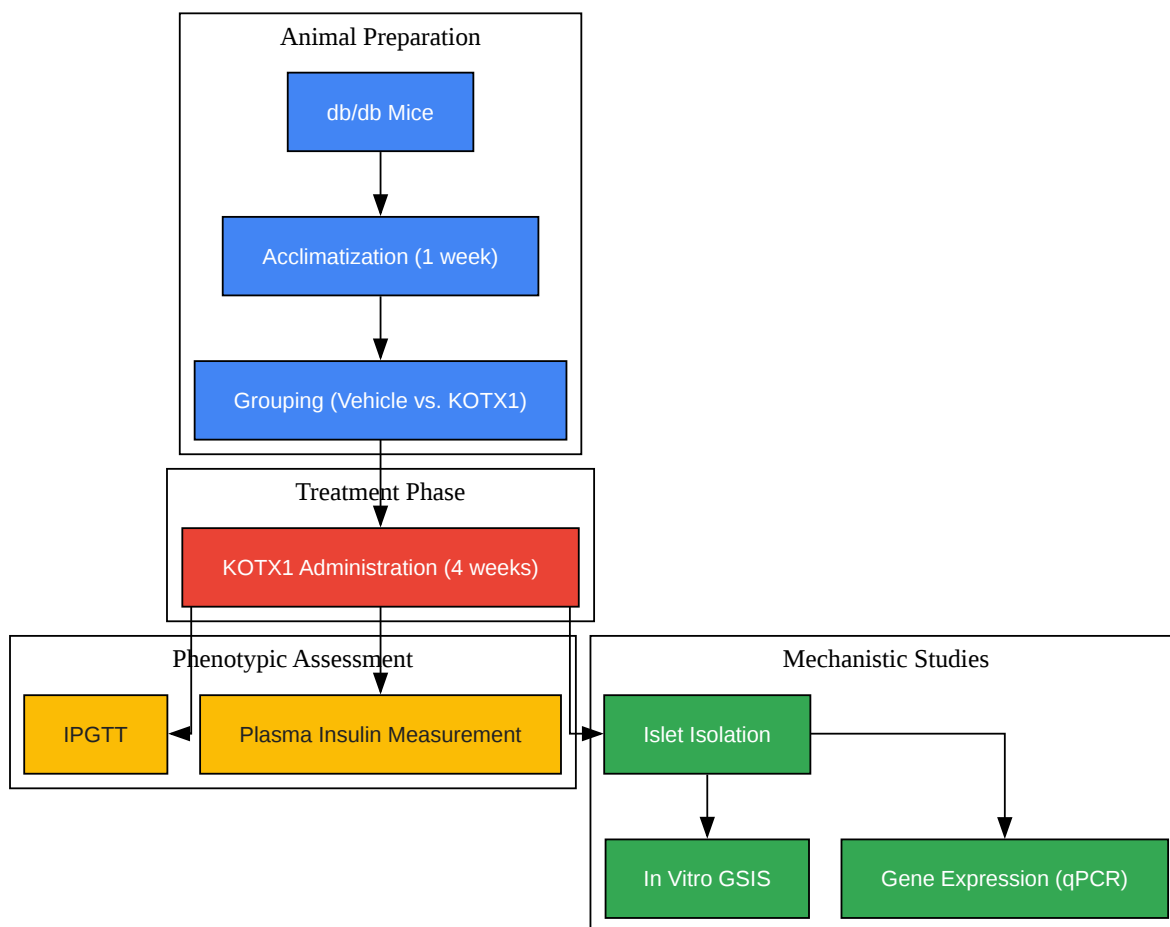 Animal Preparation
db/db Mice
Acclimatization (1 week)
Grouping (Vehicle vs. KOTX1)
Treatment Phase
KOTX1 Administration (4 weeks)
Phenotypic Assessment
IPGTT
Plasma Insulin Measurement
Mechanistic Studies
Islet Isolation
In Vitro GSIS
Gene Expression (qPCR)